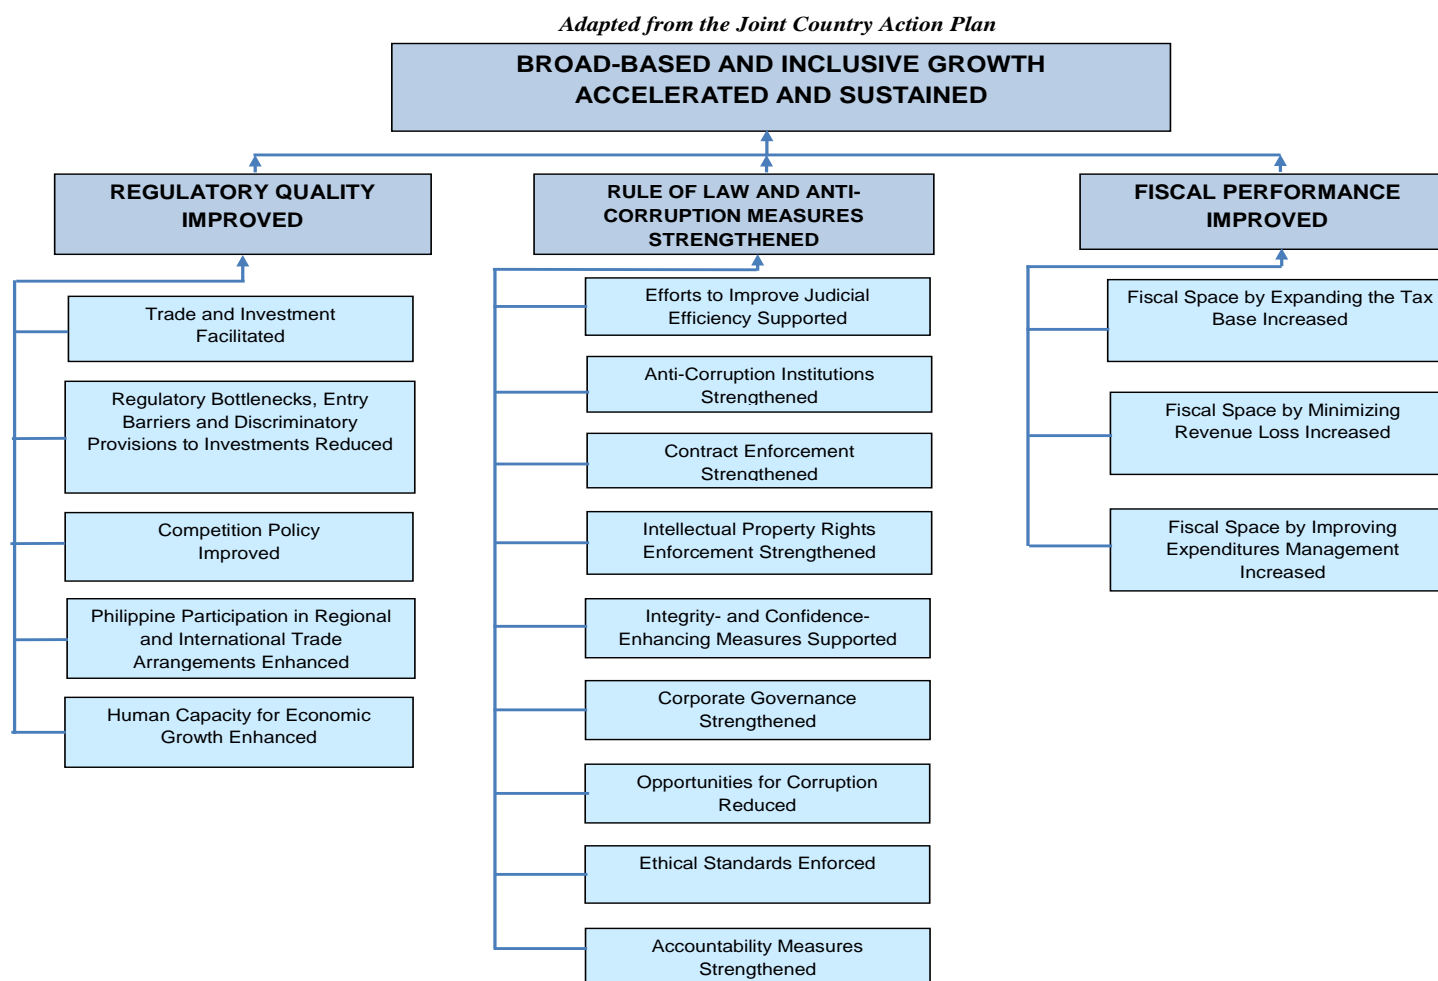 Adapted from the Joint Country Action Plan
BROAD-BASED AND INCLUSIVE GROWTH
ACCELERATED AND SUSTAINED
REGULATORY QUALITY
IMPROVED
Trade and Investment
Facilitated
Regulatory Bottlenecks, Entry
Barriers and Discriminatory
Provisions to Investments Reduced
Competition Policy
Improved
Philippine Participation in Regional
and International Trade
Arrangements Enhanced
Human Capacity for Economic
Growth Enhanced
RULE OF LAW AND ANTI-
CORRUPTION MEASURES
STRENGTHENED
Efforts to Improve Judicial
Efficiency Supported
Anti-Corruption Institutions
Strengthened
Contract Enforcement
Strengthened
Intellectual Property Rights
Enforcement Strengthened
Integrity- and Confidence-
Enhancing Measures Supported
Corporate Governance
Strengthened
Opportunities for Corruption
Reduced
Ethical Standards Enforced
Accountability Measures
Strengthened
FISCAL PERFORMANCE
IMPROVED
Fiscal Space by Expanding the Tax
Base Increased
Fiscal Space by Minimizing
Revenue Loss Increased
Fiscal Space by Improving
Expenditures Management
Increased